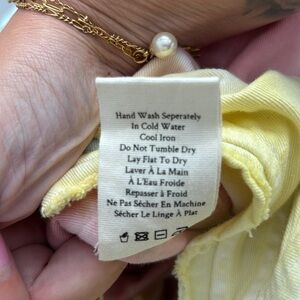 Hand Wash Seperately
In Cold Water
Cool Iron
Do Not Tumble Dry
Lay Flat To Dry
Laver À La Main
À L'Eau Froide
Repasser à Froid
Ne Pas Sécher En Machine
Sécher Le Linge À Plat